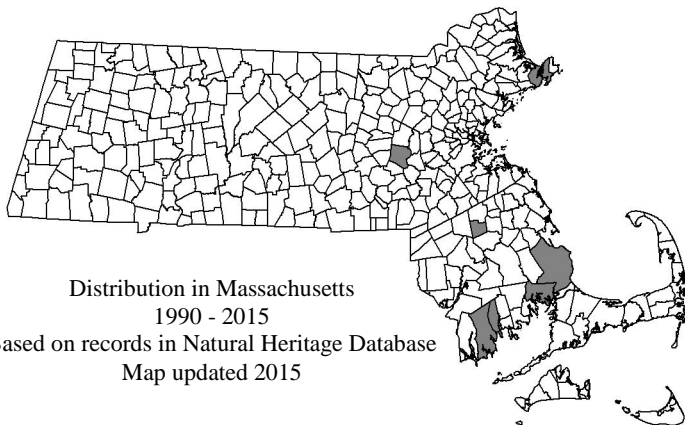 Distribution in Massachusetts
1990 - 2015
ased on records in Natural Heritage Database
Map updated 2015